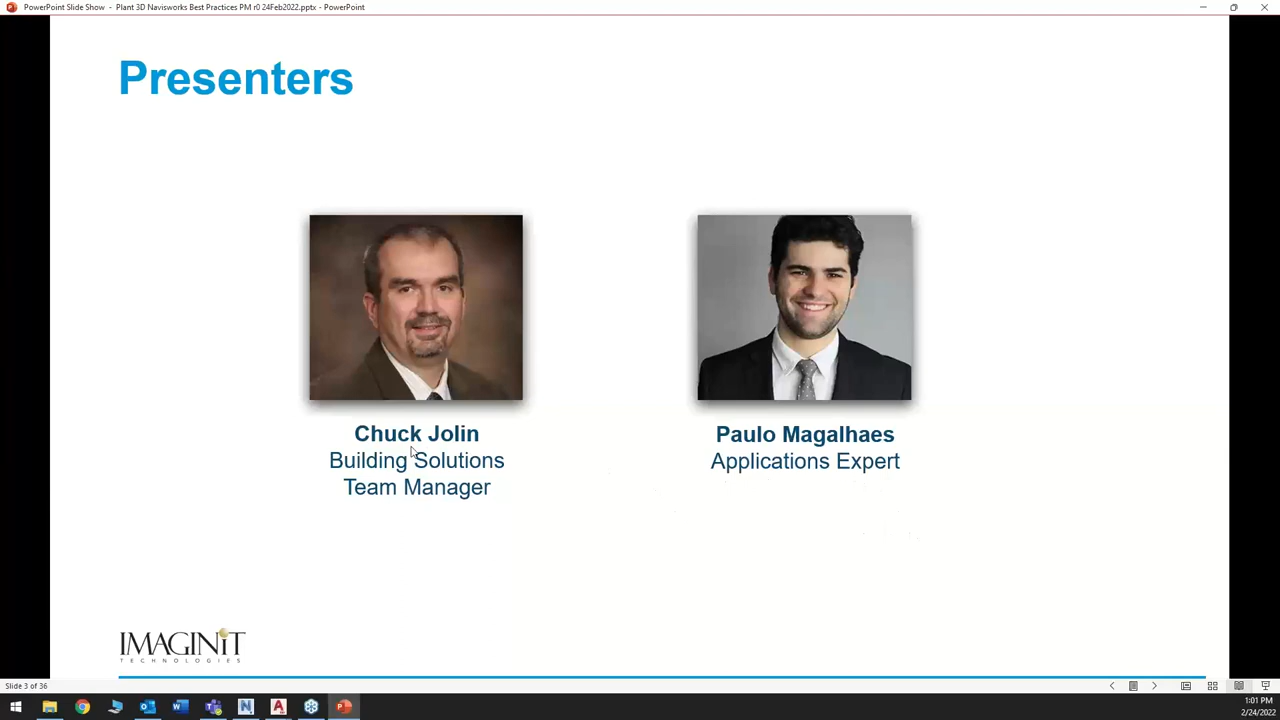 PowerPoint Slide Show - Plant 3D Navisworks Best Practices PM r0 24Feb2022.pptx - PowerPoint
Presenters
Chuck Jolin
Building Solutions
Team Manager
Paulo Magalhaes
Applications Expert
IMAGINiT
TECHNOLOGIES
Slide 3 of 36
1:01 PM
2/24/2022